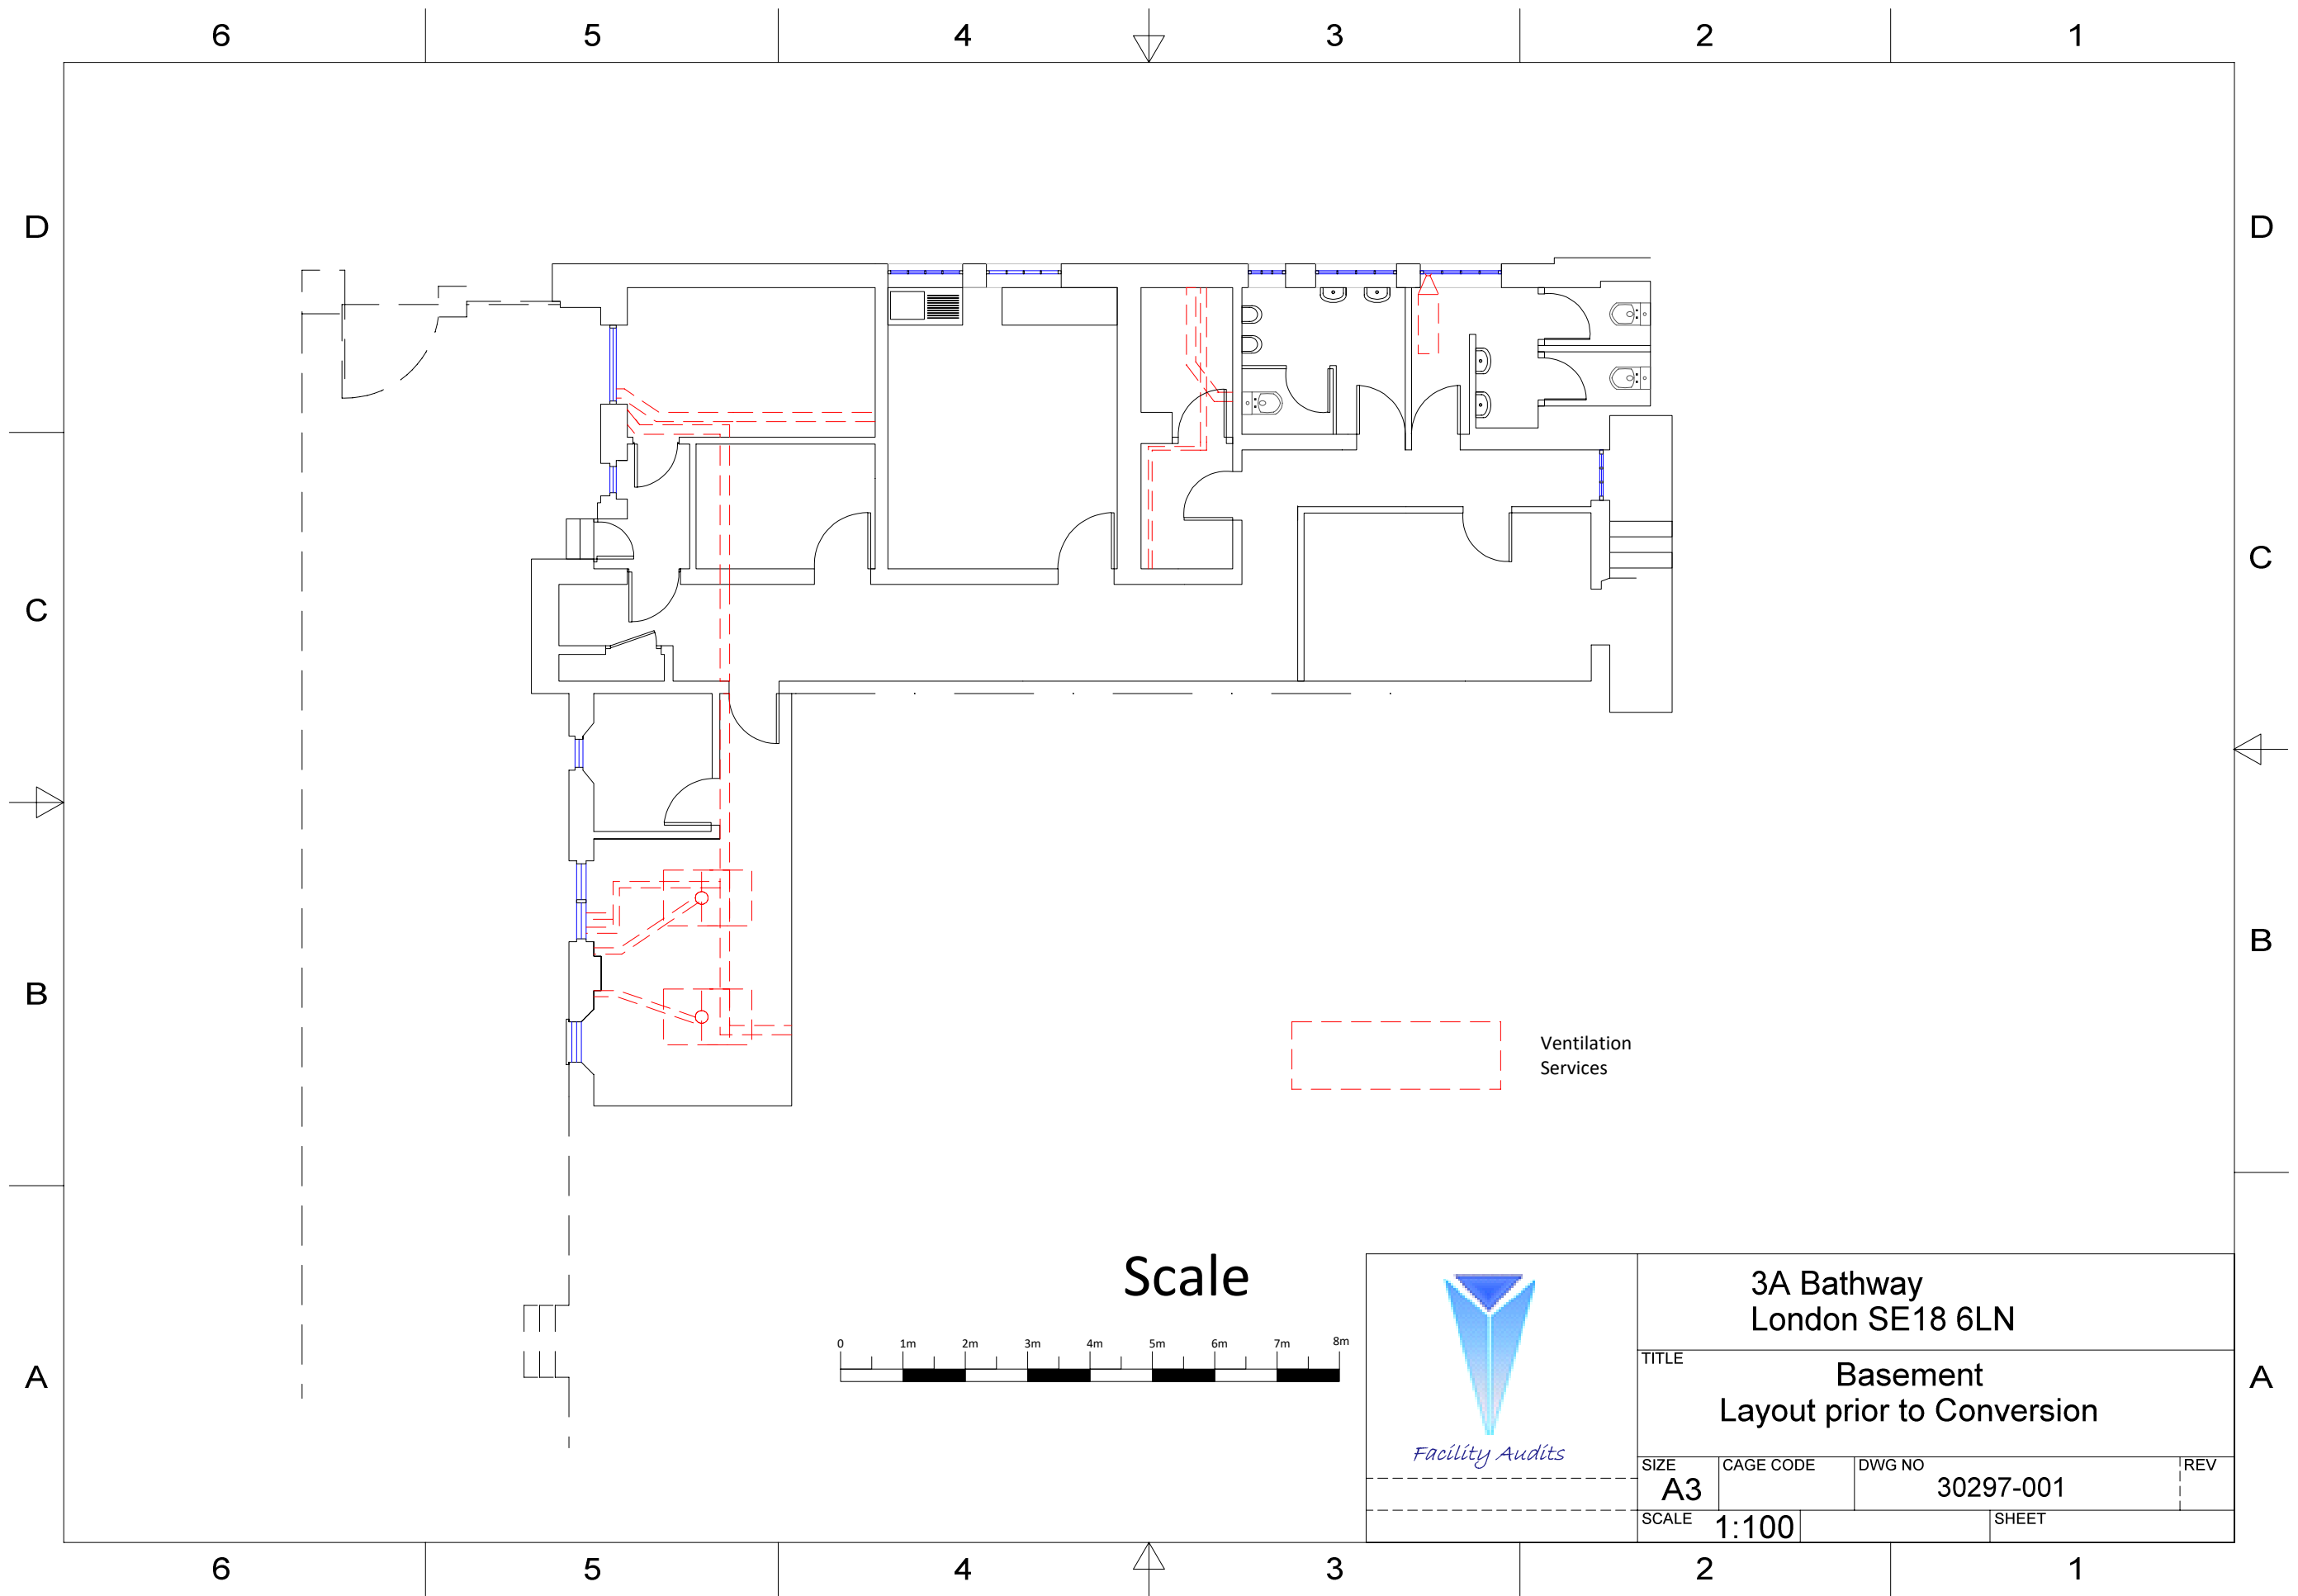 6 5 4 3 2 1
D D
C C
B B
A A
Ventilation
Services
Scale
0 1m 2m 3m 4m 5m 6m 7m 8m
Facility Audits
3A Bathway
London SE18 6LN
TITLE
Basement
Layout prior to Conversion
SIZE CAGE CODE DWG NO REV
A3 30297-001
SCALE 1:100 SHEET
6 5 4 3 2 1